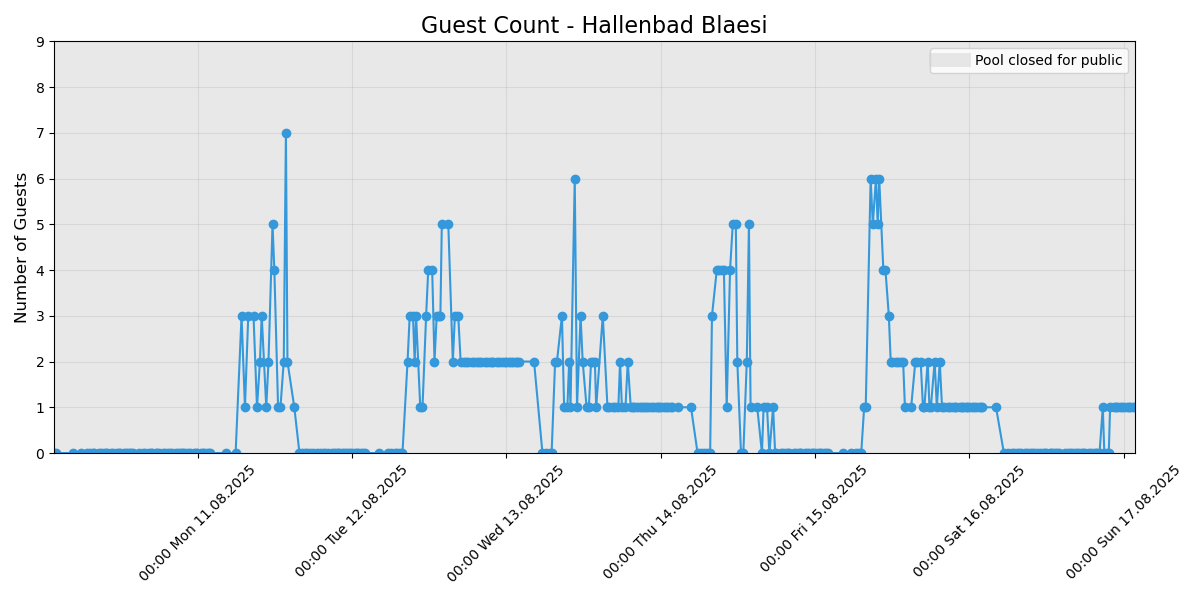 Guest Count - Hallenbad Blaesi
Pool closed for public
Number of Guests
9
8
7
6
5
4
3
2
1
0
00:00 Mon 11.08.2025
00:00 Tue 12.08.2025
00:00 Wed 13.08.2025
00:00 Thu 14.08.2025
00:00 Fri 15.08.2025
00:00 Sat 16.08.2025
00:00 Sun 17.08.2025